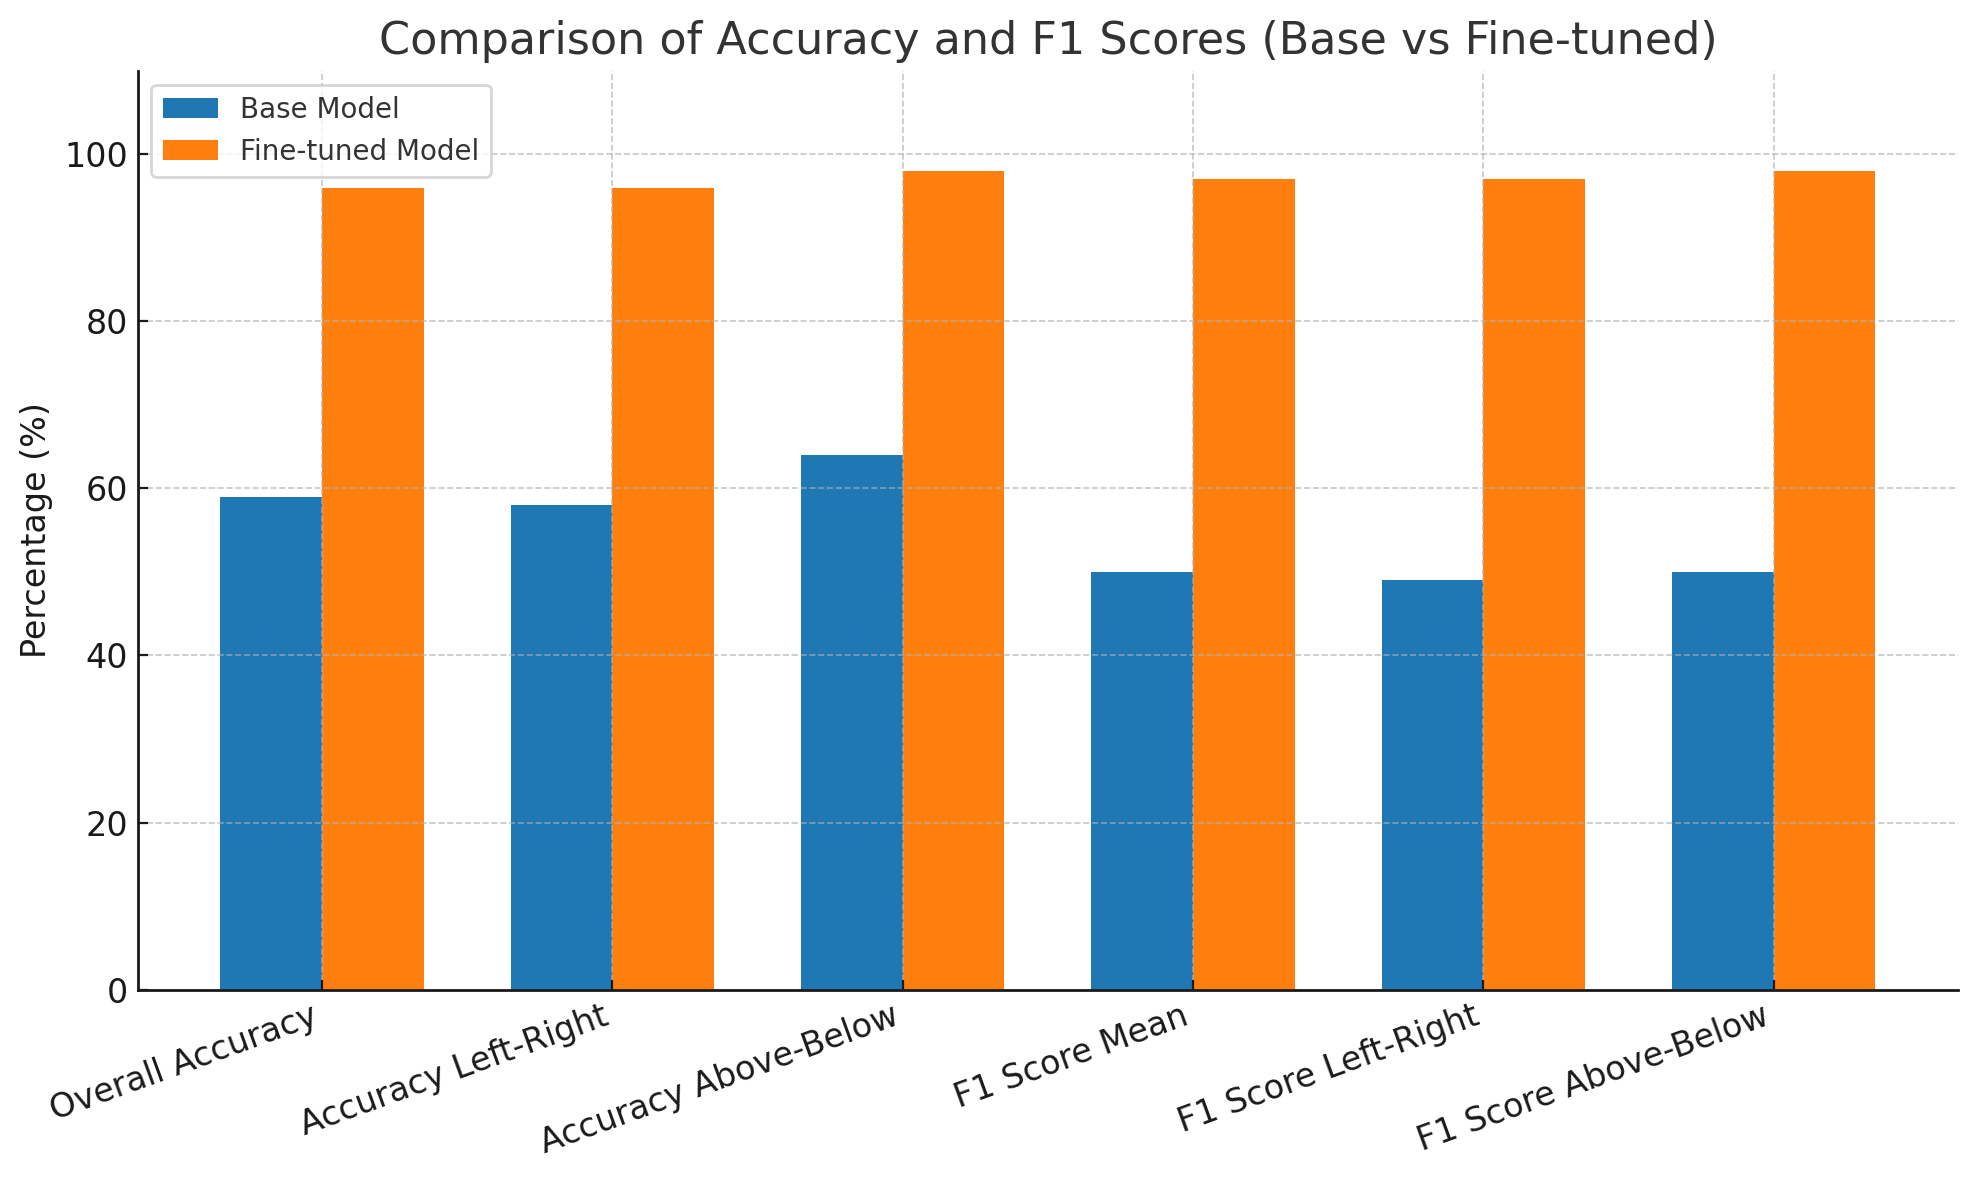 Comparison of Accuracy and F1 Scores (Base vs Fine-tuned)
Base Model
Fine-tuned Model
Percentage (%)
100
80
60
40
20
0
Overall Accuracy
Accuracy Left-Right
Accuracy Above-Below
F1 Score Mean
F1 Score Left-Right
F1 Score Above-Below